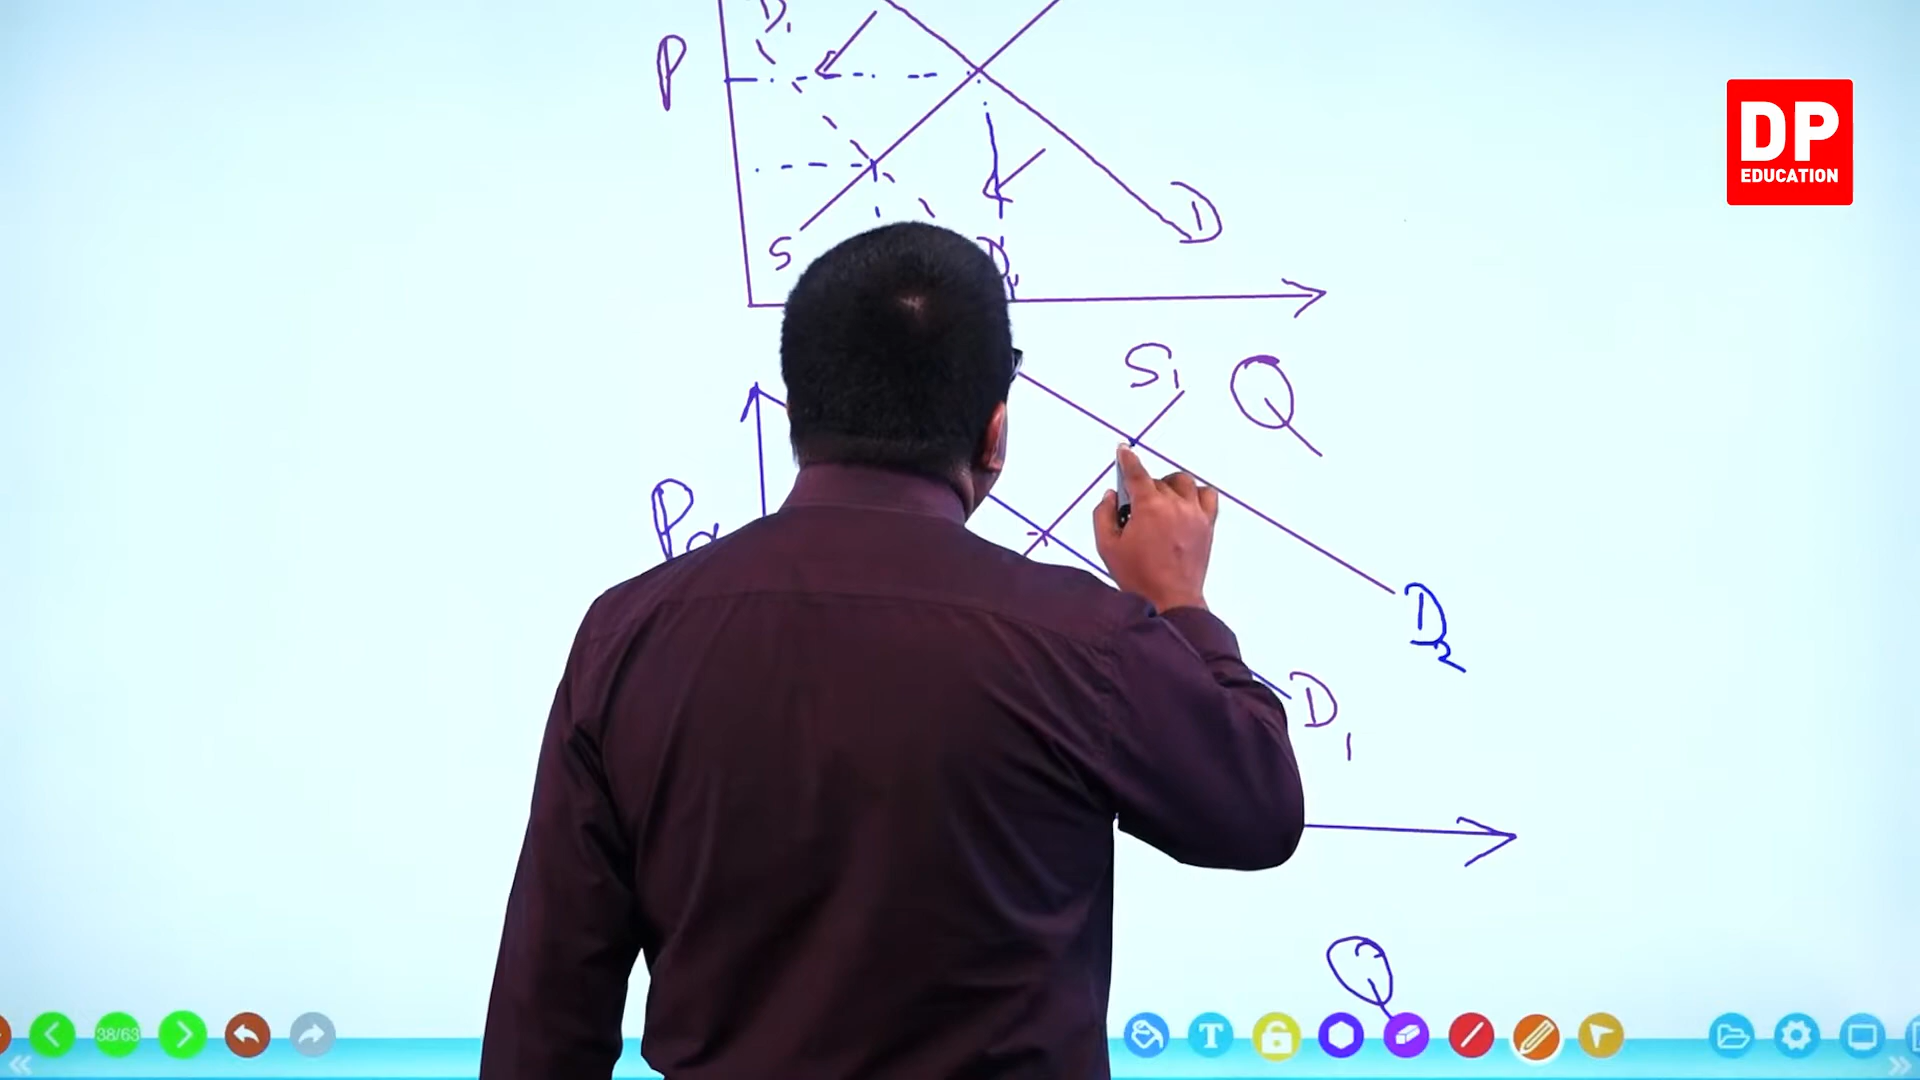 D₁
P
DP
EDUCATION
D
S
D₁
S₁
Q
P
D₂
D₁
Q
38/63
T